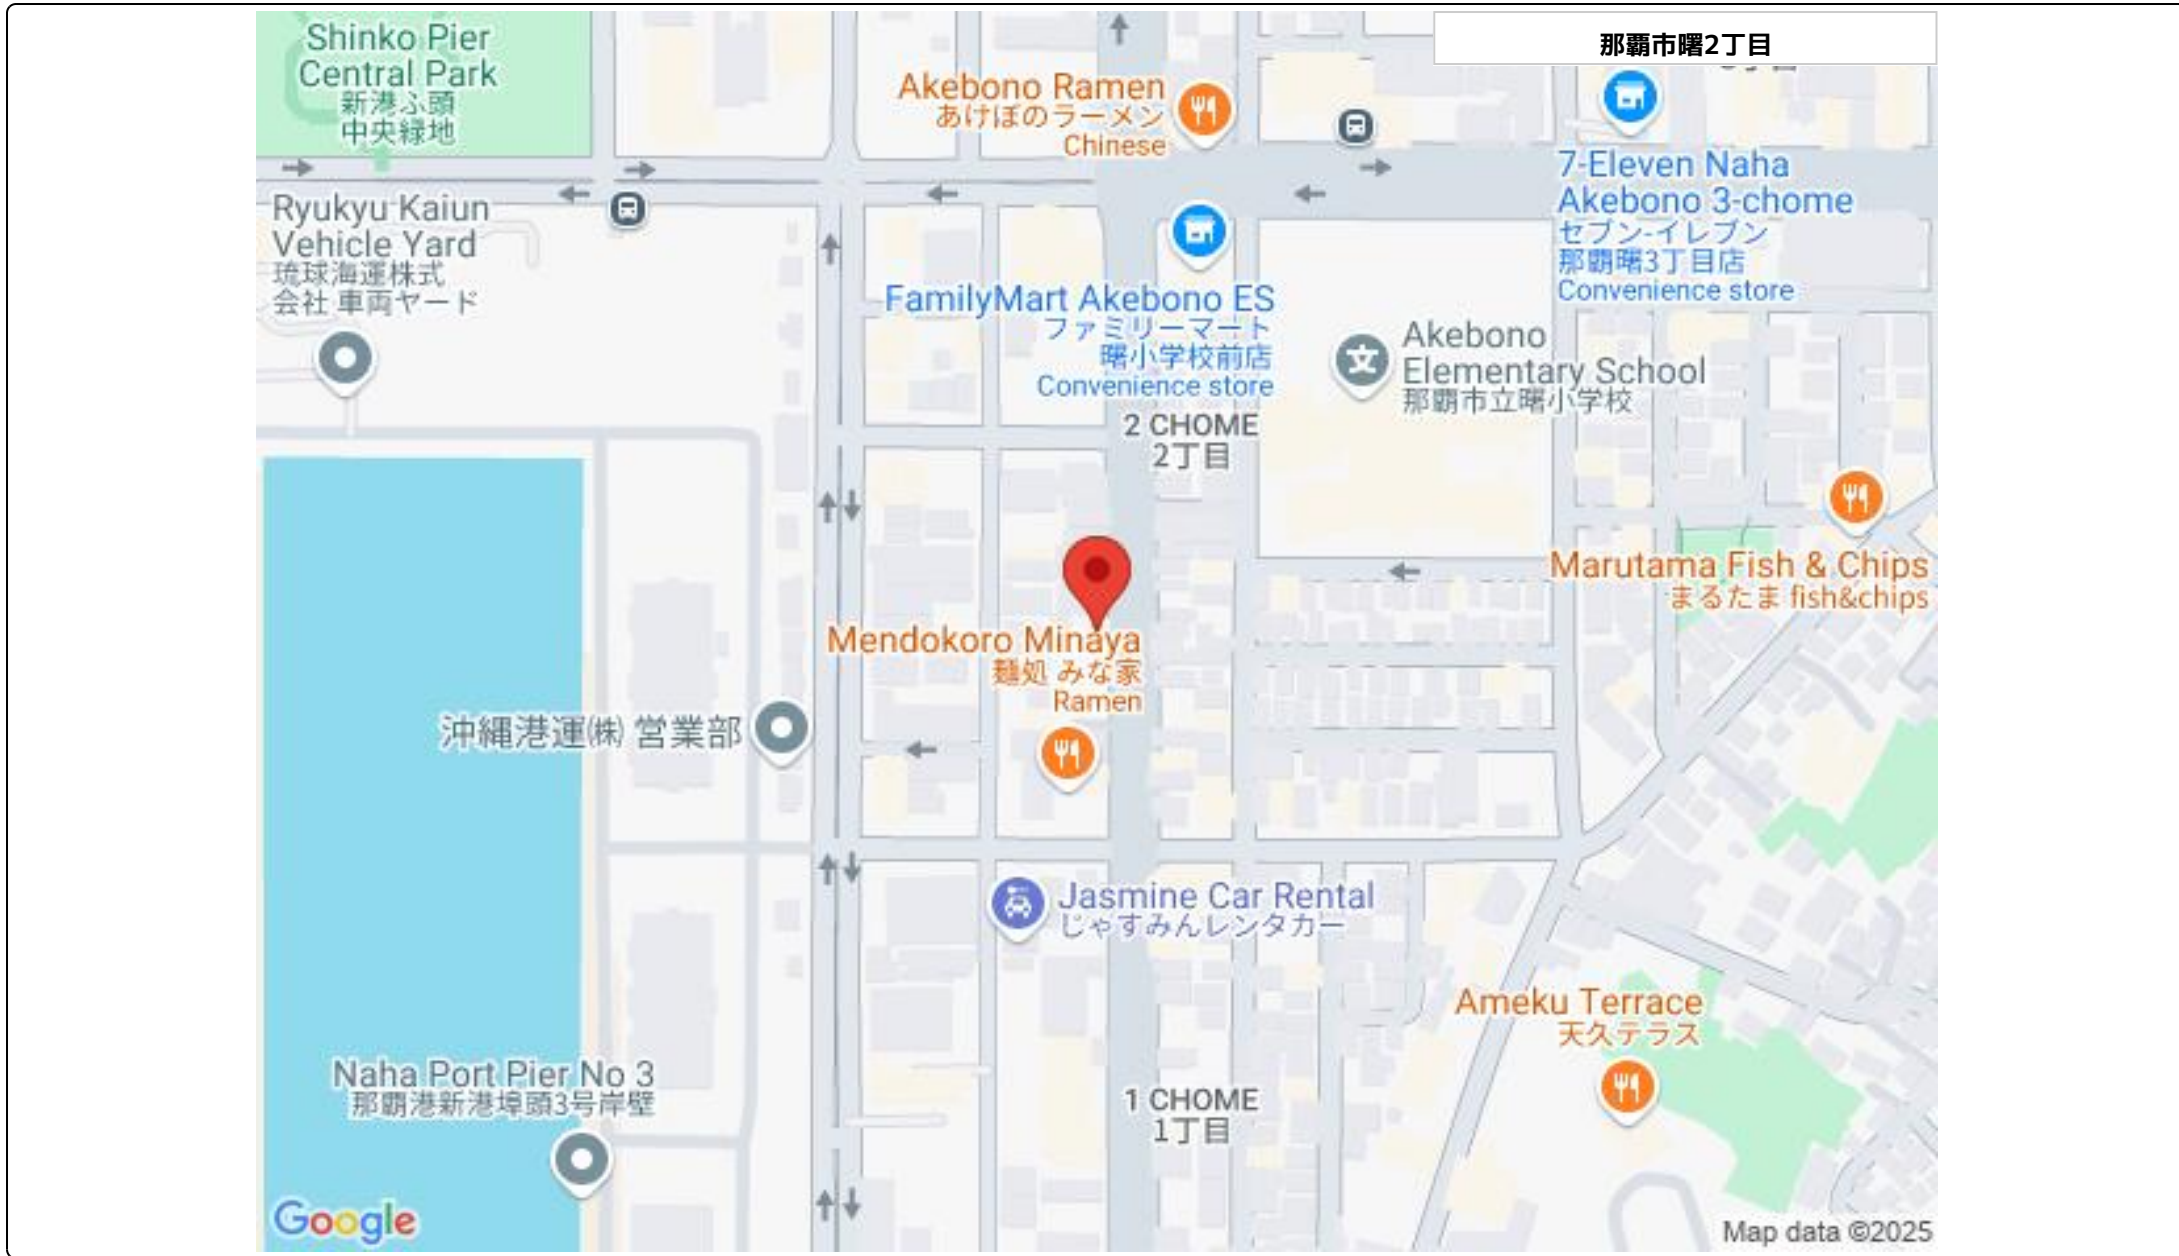 那覇市曙2丁目
Shinko Pier
Central Park
新港ふ頭
中央緑地
Akebono Ramen
あけぼのラーメン
Chinese
7-Eleven Naha
Akebono 3-chome
セブン-イレブン
那覇曙3丁目店
Convenience store
Ryukyu Kaiun
Vehicle Yard
琉球海運株式
会社 車両ヤード
FamilyMart Akebono ES
ファミリーマート
曙小学校前店
Convenience store
Akebono
Elementary School
那覇市立曙小学校
2 CHOME
2丁目
Marutama Fish & Chips
まるたま fish&chips
Mendokoro Minaya
麺処 みな家
Ramen
沖縄港運㈱ 営業部
Jasmine Car Rental
じゃすみんレンタカー
Ameku Terrace
天久テラス
Naha Port Pier No 3
那覇港新港埠頭3号岸壁
1 CHOME
1丁目
Google
Map data ©2025